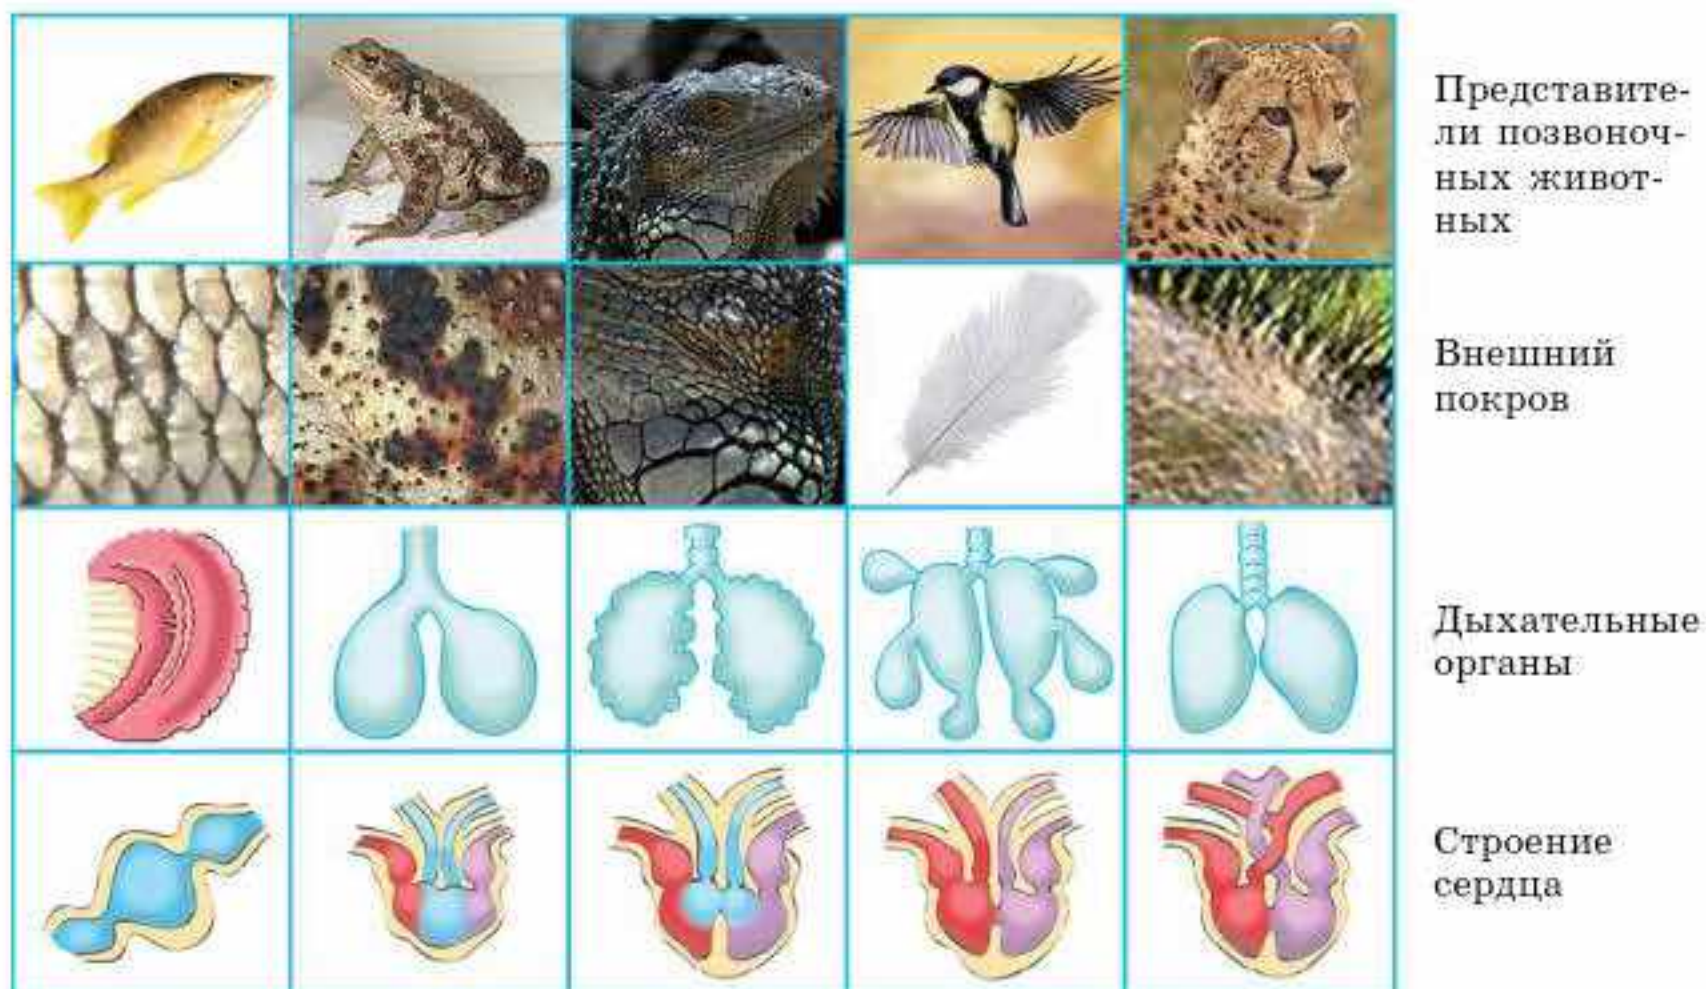 Представите-
ли позвоноч-
ных живот-
ных
Внешний
покров
Дыхательные
органы
Строение
сердца